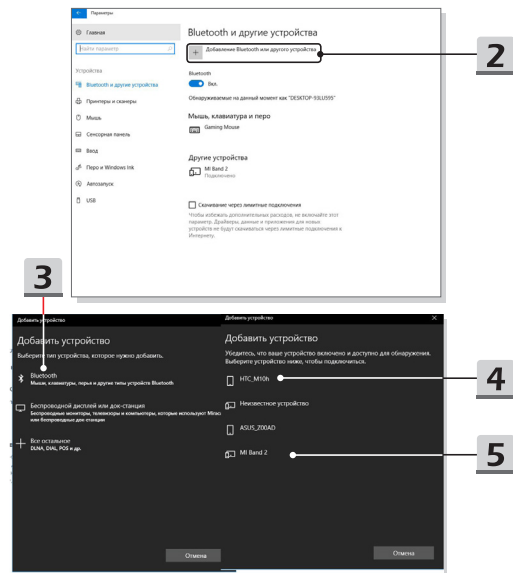 Параметры
Главная
Найти параметр
Устройства
Bluetooth и другие устройства
Принтеры и сканеры
Мышь
Сенсорная панель
Ввод
Перо и Windows Ink
Автозапуск
USB
Bluetooth и другие устройства
Добавление Bluetooth или другого устройства
2
Bluetooth
Вкл.
Обнаруживаемые на данный момент как "DESKTOP-93LU595"
Мышь, клавиатура и перо
Gaming Mouse
Другие устройства
MI Band 2
Подключено
Скачивание через лимитные подключения
Чтобы избежать дополнительных расходов, не включайте этот
параметр. Драйверы, данные и приложения для новых
устройств не будут скачиваться через лимитные подключения к
Интернету.
3
Добавить устройство
Добавить устройство
Выберите тип устройства, которое нужно добавить.
Bluetooth
Мыши, клавиатуры, перья и другие типы устройств Bluetooth
Беспроводной дисплей или док-станция
Беспроводные мониторы, телевизоры и компьютеры, которые используют Mirac
или беспроводные док-станции
Все остальное
DLNA, DIAL, POS и др.
Отмена
Добавить устройство
Добавить устройство
Убедитесь, что ваше устройство включено и доступно для обнаружения.
Выберите устройство ниже, чтобы подключиться.
HTC_M10h
4
Неизвестное устройство
ASUS_Z00AD
MI Band 2
5
Отмена